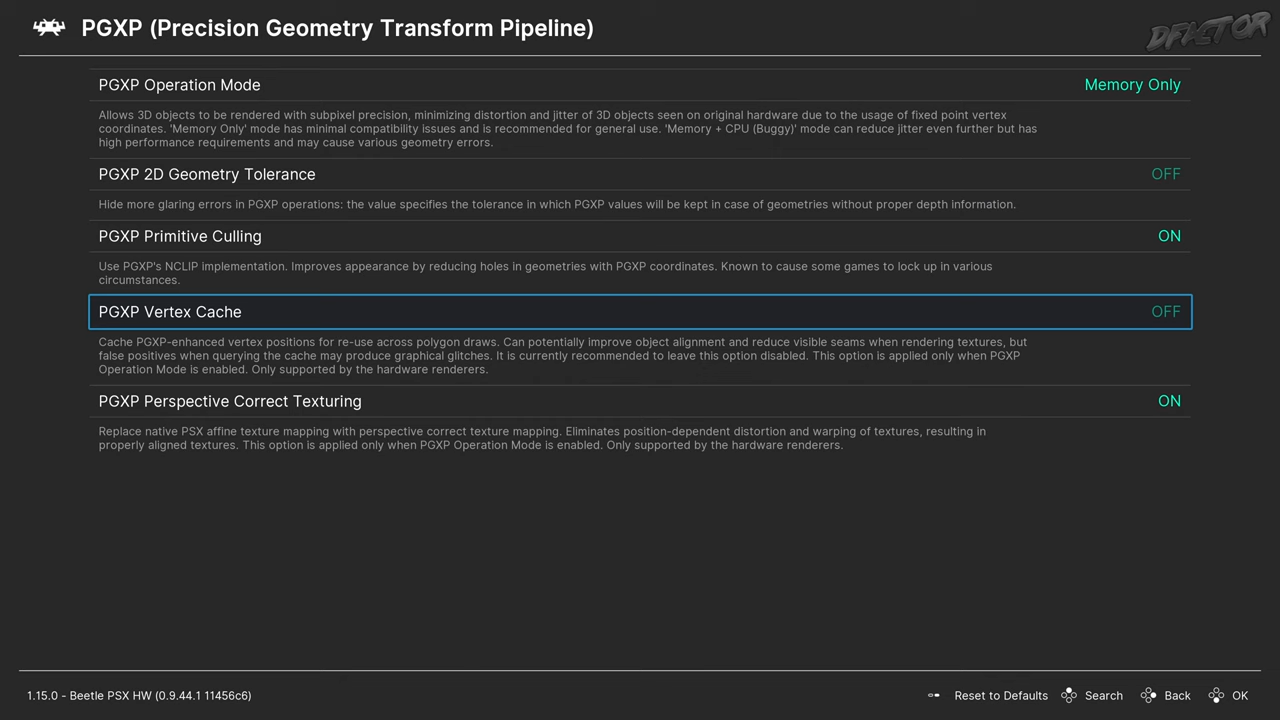 PGXP (Precision Geometry Transform Pipeline)
DFACTOR
PGXP Operation Mode Memory Only
Allows 3D objects to be rendered with subpixel precision, minimizing distortion and jitter of 3D objects seen on original hardware due to the usage of fixed point vertex
coordinates. 'Memory Only' mode has minimal compatibility issues and is recommended for general use. 'Memory + CPU (Buggy)' mode can reduce jitter even further but has
high performance requirements and may cause various geometry errors.
PGXP 2D Geometry Tolerance OFF
Hide more glaring errors in PGXP operations: the value specifies the tolerance in which PGXP values will be kept in case of geometries without proper depth information.
PGXP Primitive Culling ON
Use PGXP's NCLIP implementation. Improves appearance by reducing holes in geometries with PGXP coordinates. Known to cause some games to lock up in various
circumstances.
PGXP Vertex Cache OFF
Cache PGXP-enhanced vertex positions for re-use across polygon draws. Can potentially improve object alignment and reduce visible seams when rendering textures, but
false positives when querying the cache may produce graphical glitches. It is currently recommended to leave this option disabled. This option is applied only when PGXP
Operation Mode is enabled. Only supported by the hardware renderers.
PGXP Perspective Correct Texturing ON
Replace native PSX affine texture mapping with perspective correct texture mapping. Eliminates position-dependent distortion and warping of textures, resulting in
properly aligned textures. This option is applied only when PGXP Operation Mode is enabled. Only supported by the hardware renderers.
1.15.0 - Beetle PSX HW (0.9.44.1 11456c6) Reset to Defaults Search Back OK